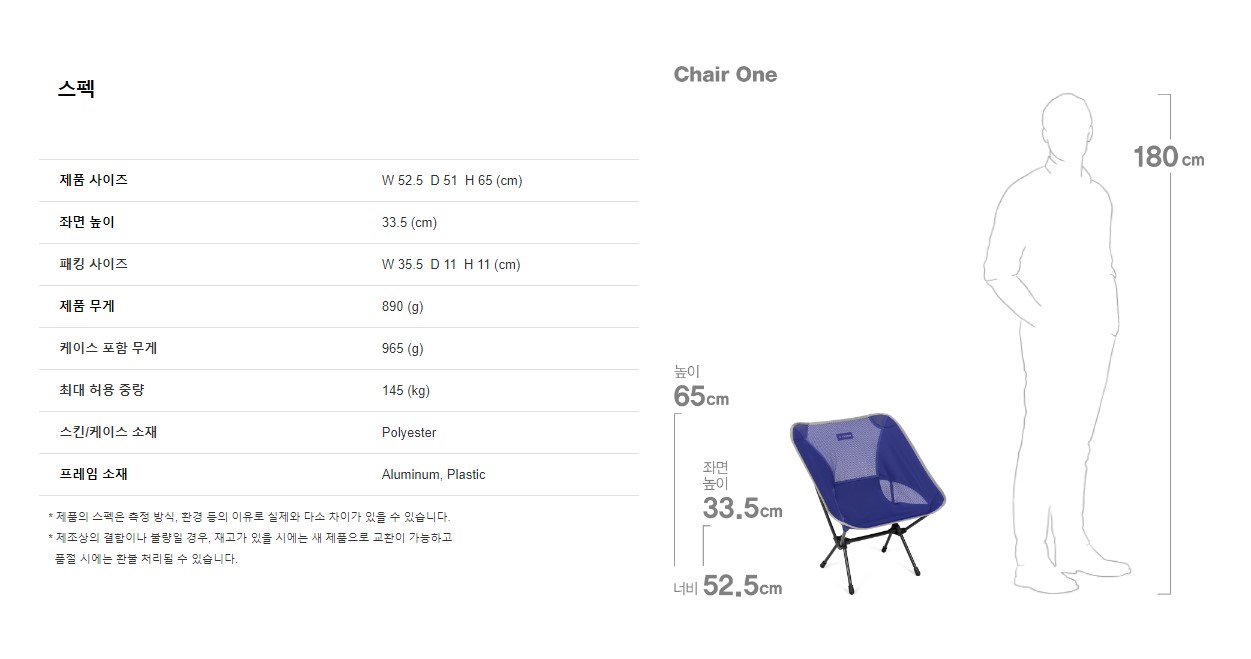 스펙
제품 사이즈 W 52.5 D 51 H 65 (cm)
좌면 높이 33.5 (cm)
패킹 사이즈 W 35.5 D 11 H 11 (cm)
제품 무게 890 (g)
케이스 포함 무게 965 (g)
최대 허용 중량 145 (kg)
스킨/케이스 소재 Polyester
프레임 소재 Aluminum, Plastic
* 제품의 스펙은 측정 방식, 환경 등의 이유로 실제와 다소 차이가 있을 수 있습니다.
* 제조상의 결함이나 불량일 경우, 재고가 있을 시에는 새 제품으로 교환이 가능하고
품절 시에는 환불 처리될 수 있습니다.
Chair One
180 cm
높이
65cm
좌면
높이
33.5cm
너비 52.5cm